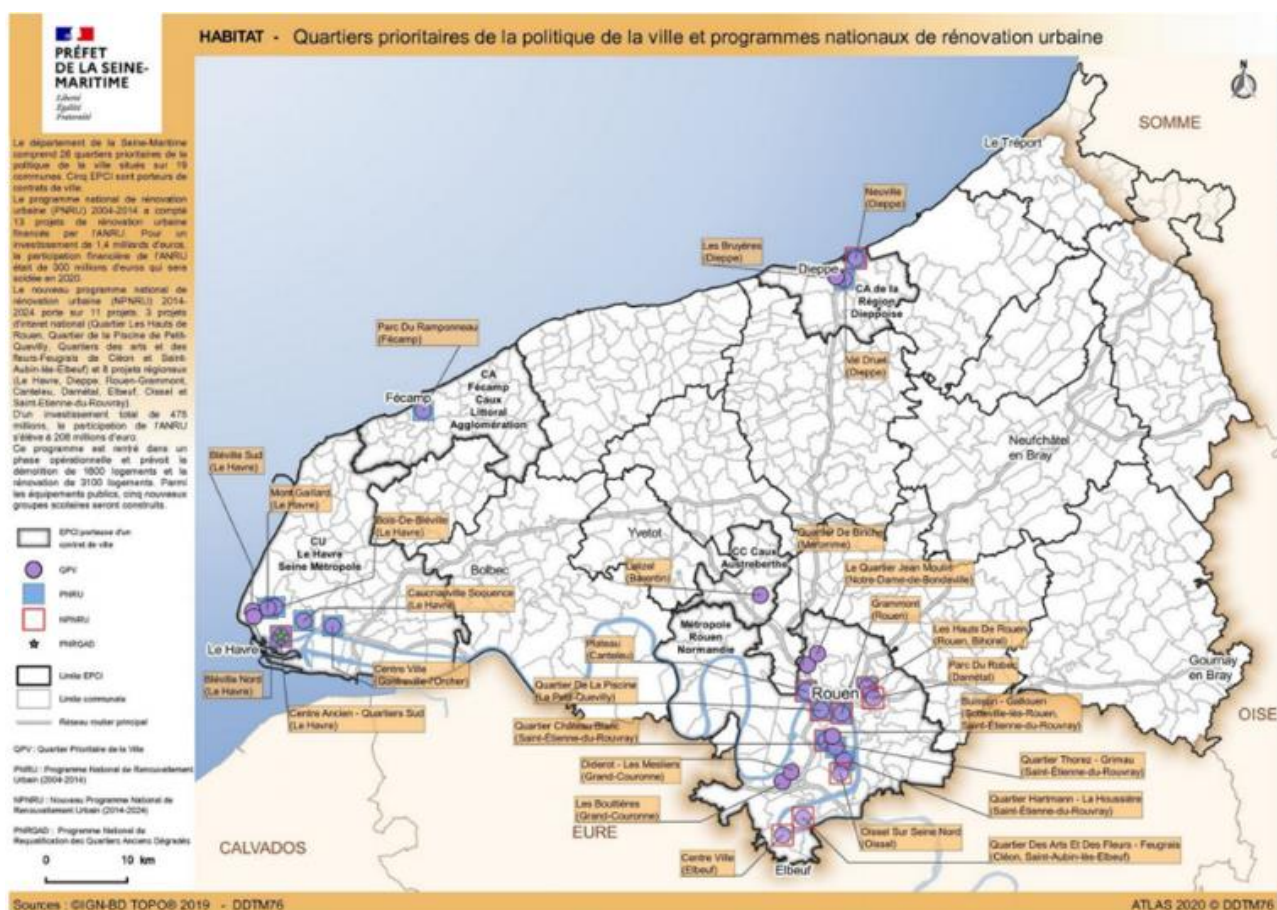 PRÉFET
DE LA SEINE-
MARITIME
Liberté
Égalité
Fraternité
HABITAT - Quartiers prioritaires de la politique de la ville et programmes nationaux de rénovation urbaine
Le département de la Seine-Maritime
comprend 26 quartiers prioritaires de la
politique de la ville situés sur 19
communes. Cinq EPCI sont porteurs de
contrats de ville.
Le programme national de rénovation
urbaine (PNRU) 2004-2014 a compté
13 projets de rénovation urbaine
financés par l'ANRU. Pour un
investissement de 1,4 milliards d'euros,
la participation financière de l'ANRU
était de 300 millions d'euros qui sera
soldée en 2020.
Le nouveau programme national de
rénovation urbaine (NPNRU) 2014-
2024 porte sur 11 projets. 3 projets
d'interet national (Quartier Les Hauts de
Rouen, Quartier de la Piscine de Petit-
Quevilly, Quartiers des arts et des
fleurs-Feugrais de Cléon et Saint-
Aubin-lès-Elbeuf) et 8 projets régionaux
(Le Havre, Dieppe, Rouen-Grammont,
Canteleu, Darnétal, Elbeuf, Oissel et
Saint-Etienne-du-Rouvray)
D'un investissement total de 478
millions, la participation de l'ANRU
s'élève à 206 millions d'euro.
Ce programme est rentré dans un
phase opérationnelle et prévoit la
démolition de 1600 logements et la
rénovation de 3100 logements. Parmi
les équipements publics, cinq nouveaux
groupes scolaires seront construits.
EPCI porteuse d'un
contrat de ville
QPV
PNRU
NPNRU
PNRQAD
Limite EPCI
Limite communale
Réseau routier principal
QPV : Quartier Prioritaire de la Ville
PNRU : Programme National de Renouvellement
Urbain (2004-2014)
NPNRU : Nouveau Programme National de
Renouvellement Urbain (2014-2024)
PNRQAD : Programme National de
Requalification des Quartiers Anciens Dégradés
0 10 km
N
SOMME
Le Tréport
Neuville
(Dieppe)
Les Bruyères
(Dieppe)
Dieppe
CA de la
Région
Dieppoise
Val Druel
(Dieppe)
Parc Du Ramponneau
(Fécamp)
Fécamp
CA
Fécamp
Caux
Littoral
Agglomération
Neufchâtel
en Bray
Bléville Sud
(Le Havre)
Mont Gaillard
(Le Havre)
Bois-De-Bléville
(Le Havre)
CU
Le Havre
Seine Métropole
Bolbec
Yvetot
CC Caux
Austreberthe
(Barentin)
(Maromme)
Le Quartier Jean Moulin
(Notre-Dame-de-Bondeville)
Grammont
(Rouen)
Les Hauts De Rouen
(Rouen, Bihorel)
Parc Du Robec
(Darnétal)
Caucriauville Soquence
(Le Havre)
Le Havre
Bléville Nord
(Le Havre)
Centre Ville
(Gonfreville-l'Orcher)
Centre Ancien - Quartiers Sud
(Le Havre)
Métropole
Rouen
Normandie
Plateau
(Canteleu)
Quartier De La Piscine
(Le Petit-Quevilly)
Rouen
Gournay
en Bray
OISE
Quartier Château Blanc
(Saint-Étienne-du-Rouvray)
(Sotteville-lès-Rouen,
Saint-Étienne-du-Rouvray)
Diderot - Les Mesliers
(Grand-Couronne)
Quartier Thorez - Grimau
(Saint-Étienne-du-Rouvray)
Les Bouttières
(Grand-Couronne)
Quartier Hartmann - La Houssière
(Saint-Étienne-du-Rouvray)
EURE
Oissel Sur Seine Nord
(Oissel)
CALVADOS
Centre Ville
(Elbeuf)
Elbeuf
Quartier Des Arts Et Des Fleurs - Feugrais
(Cléon, Saint-Aubin-lès-Elbeuf)
Sources : ©IGN-BD TOPO® 2019 - DDTM76
ATLAS 2020 © DDTM76